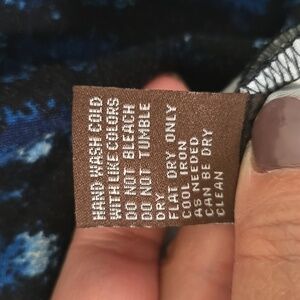 HAND WASH COLD
WITH LIKE COLORS
DO NOT BLEACH
DO NOT TUMBLE
DRY
FLAT DRY ONLY
COOL IRON
AS NEEDED
CAN BE DRY
CLEAN